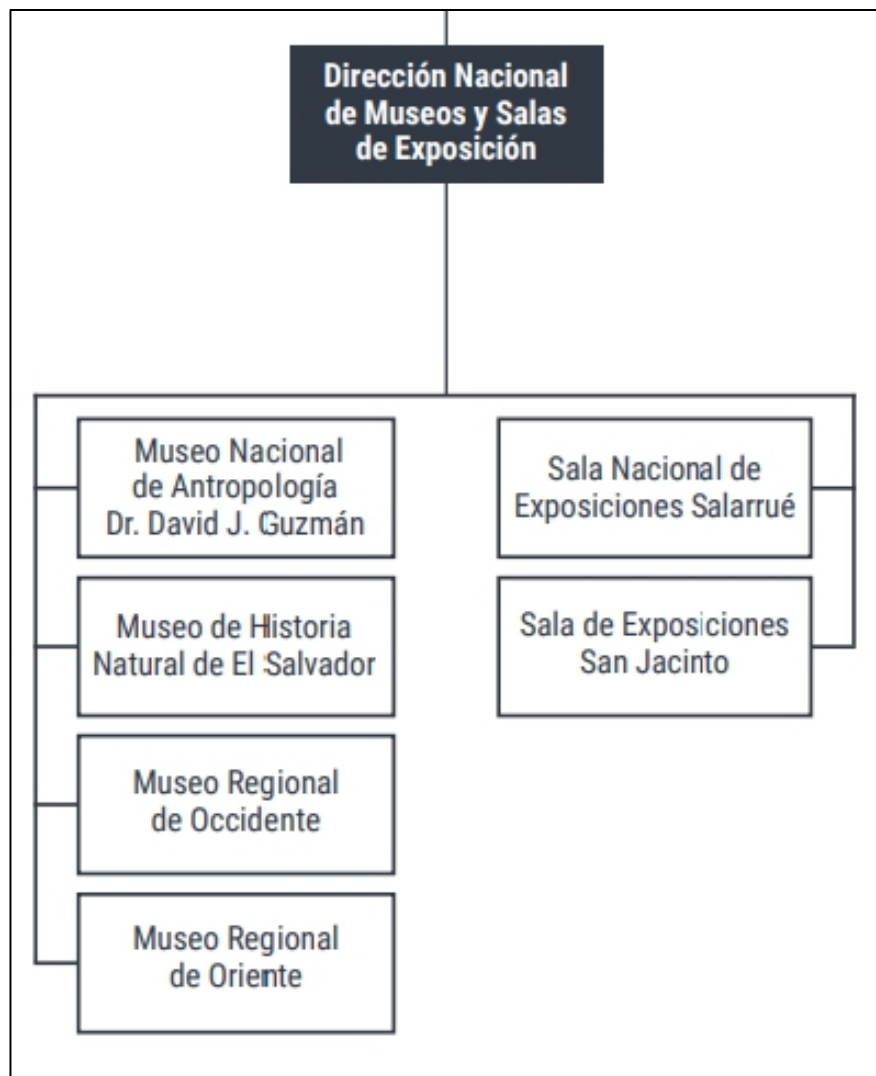 Dirección Nacional
de Museos y Salas
de Exposición
Museo Nacional
de Antropología
Dr. David J. Guzmán
Museo de Historia
Natural de El Salvador
Museo Regional
de Occidente
Museo Regional
de Oriente
Sala Nacional de
Exposiciones Salarrué
Sala de Exposiciones
San Jacinto